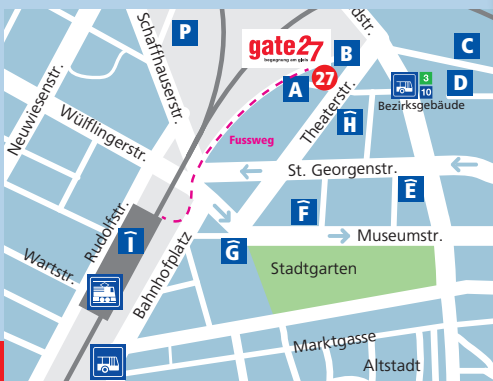 P
Schaffhauserstr.
Neuwiesenstr.
gate27
begegnung am gleis
27
A
B
C
D
dstr.
3
10
Bezirksgebäude
Theaterstr.
H
Wülflingerstr.
Fussweg
St. Georgenstr.
E
F
Rudolfstr.
I
G
Museumstr.
Wartstr.
Bahnhofplatz
Stadtgarten
Marktgasse
Altstadt